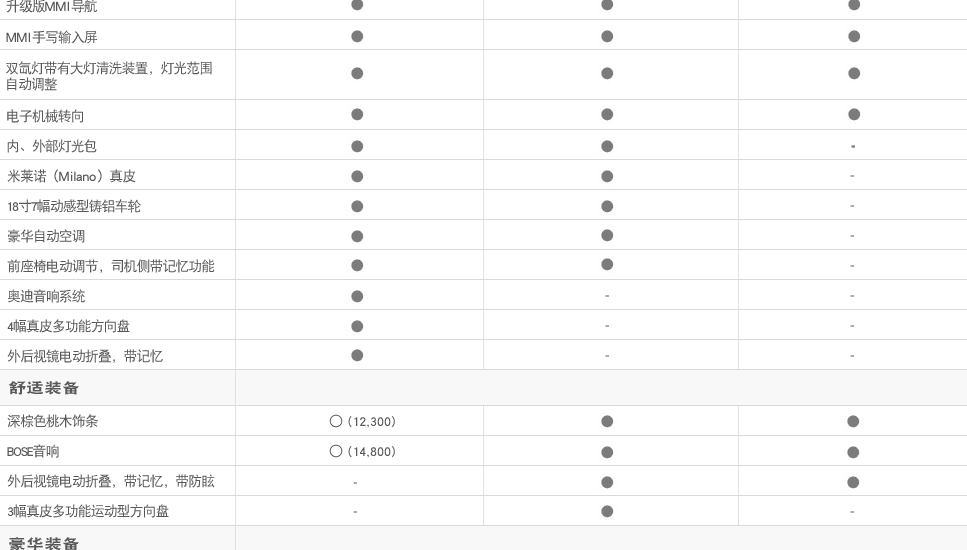 升级版MMI导航 ● ● ●
MMI手写输入屏 ● ● ●
双氙灯带有大灯清洗装置，灯光范围
自动调整 ● ● ●
电子机械转向 ● ● ●
内、外部灯光包 ● ● -
米莱诺（Milano）真皮 ● ● -
18寸7幅动感型铸铝车轮 ● ● -
豪华自动空调 ● ● -
前座椅电动调节，司机侧带记忆功能 ● ● -
奥迪音响系统 ● - -
4幅真皮多功能方向盘 ● - -
外后视镜电动折叠，带记忆 ● - -
舒适装备
深棕色桃木饰条 ○（12,300） ● ●
BOSE音响 ○（14,800） ● ●
外后视镜电动折叠，带记忆，带防眩 - ● ●
3幅真皮多功能运动型方向盘 - ● -
豪华装备